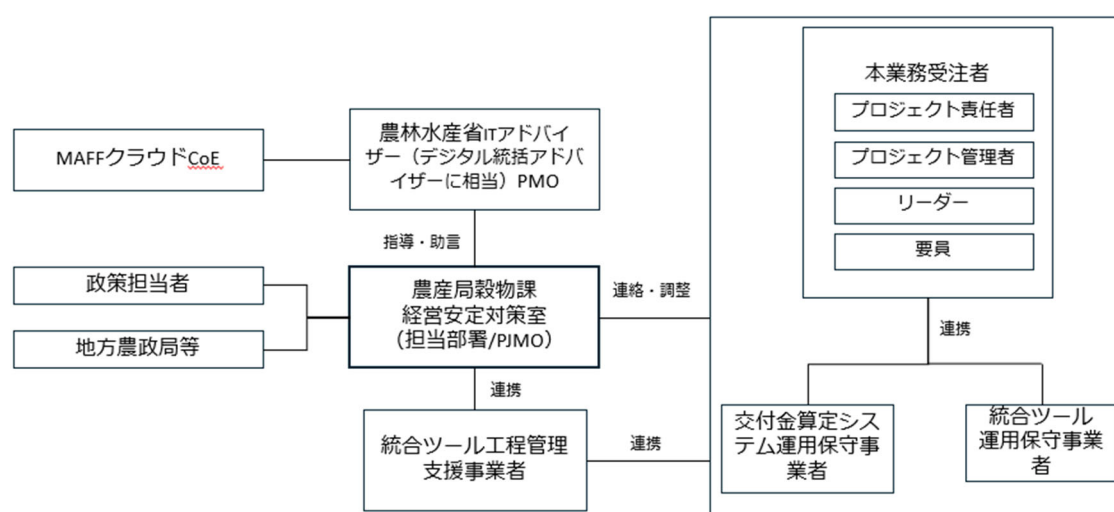 本業務受注者
プロジェクト責任者
プロジェクト管理者
リーダー
要員
MAFFクラウドCoE
農林水産省ITアドバイ
ザー（デジタル統括アドバ
イザーに相当）PMO
指導・助言
政策担当者
地方農政局等
農産局穀物課
経営安定対策室
（担当部署/PJMO）
連絡・調整
連携
連携
統合ツール工程管理
支援事業者
連携
交付金算定シス
テム運用保守事
業者
統合ツール
運用保守事業
者